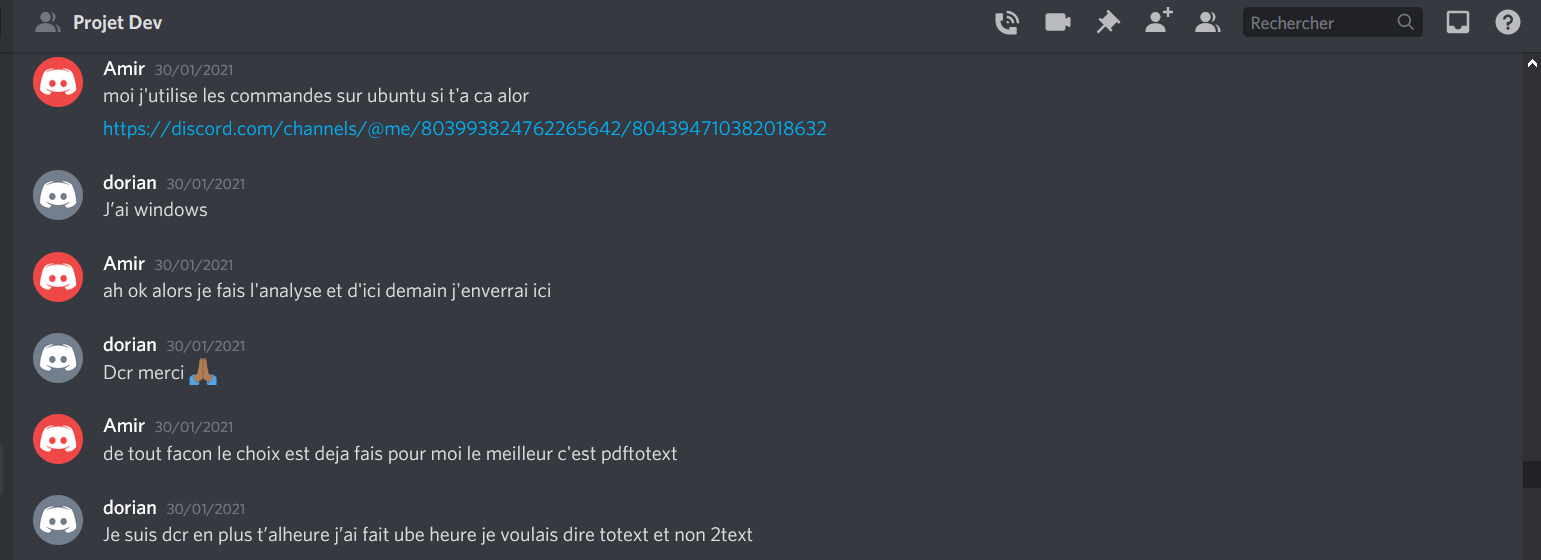 Projet Dev
Rechercher
Amir 30/01/2021
moi j'utilise les commandes sur ubuntu si t'a ca alor
https://discord.com/channels/@me/803993824762265642/804394710382018632
dorian 30/01/2021
J’ai windows
Amir 30/01/2021
ah ok alors je fais l'analyse et d'ici demain j'enverrai ici
dorian 30/01/2021
Dcr merci 🙏🏽
Amir 30/01/2021
de tout facon le choix est deja fais pour moi le meilleur c'est pdftotext
dorian 30/01/2021
Je suis dcr en plus t’alheure j’ai fait ube heure je voulais dire totext et non 2text